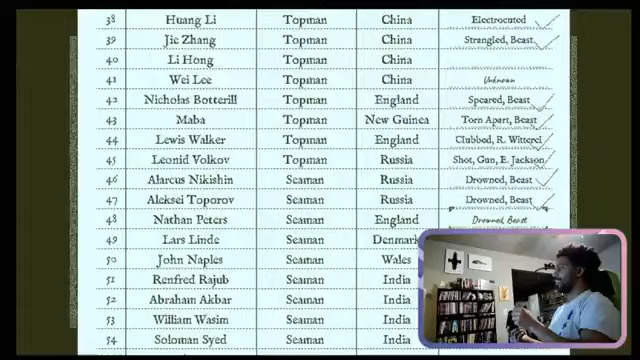 38 Huang Li Topman China Electrocuted
39 Jie Zhang Topman China Strangled, Beast
40 Li Hong Topman China
41 Wei Lee Topman China Unknown
42 Nicholas Botterill Topman England Speared, Beast
43 Maba Topman New Guinea Torn Apart, Beast
44 Lewis Walker Topman England Clubbed, R. Witterel
45 Leonid Volkov Topman Russia Shot, Gun, E. Jackson
46 Alarcus Nikishin Seaman Russia Drowned, Beast
47 Aleksei Toporov Seaman Russia Drowned, Beast
48 Nathan Peters Seaman England Drowned, Beast
49 Lars Linde Seaman Denmark
50 John Naples Seaman Wales
51 Renfred Rajub Seaman India
52 Abraham Akbar Seaman India
53 William Wasim Seaman India
54 Soloman Syed Seaman India